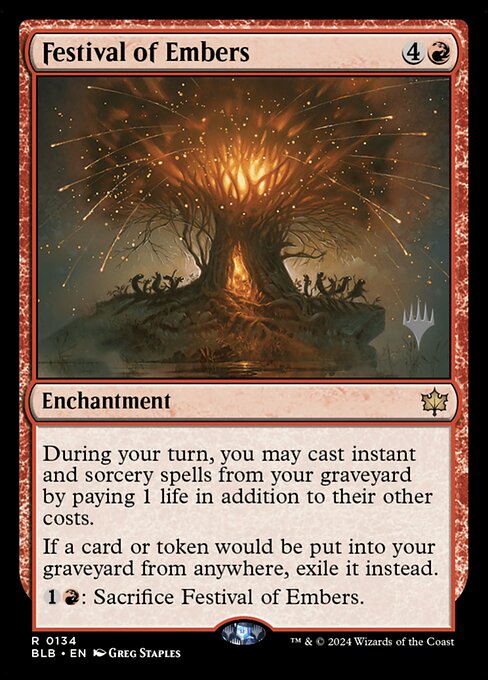 Festival of Embers 4
Enchantment
During your turn, you may cast instant
and sorcery spells from your graveyard
by paying 1 life in addition to their other
costs.
If a card or token would be put into your
graveyard from anywhere, exile it instead.
1 : Sacrifice Festival of Embers.
R 0134
BLB • EN Greg Staples
™ & © 2024 Wizards of the Coast